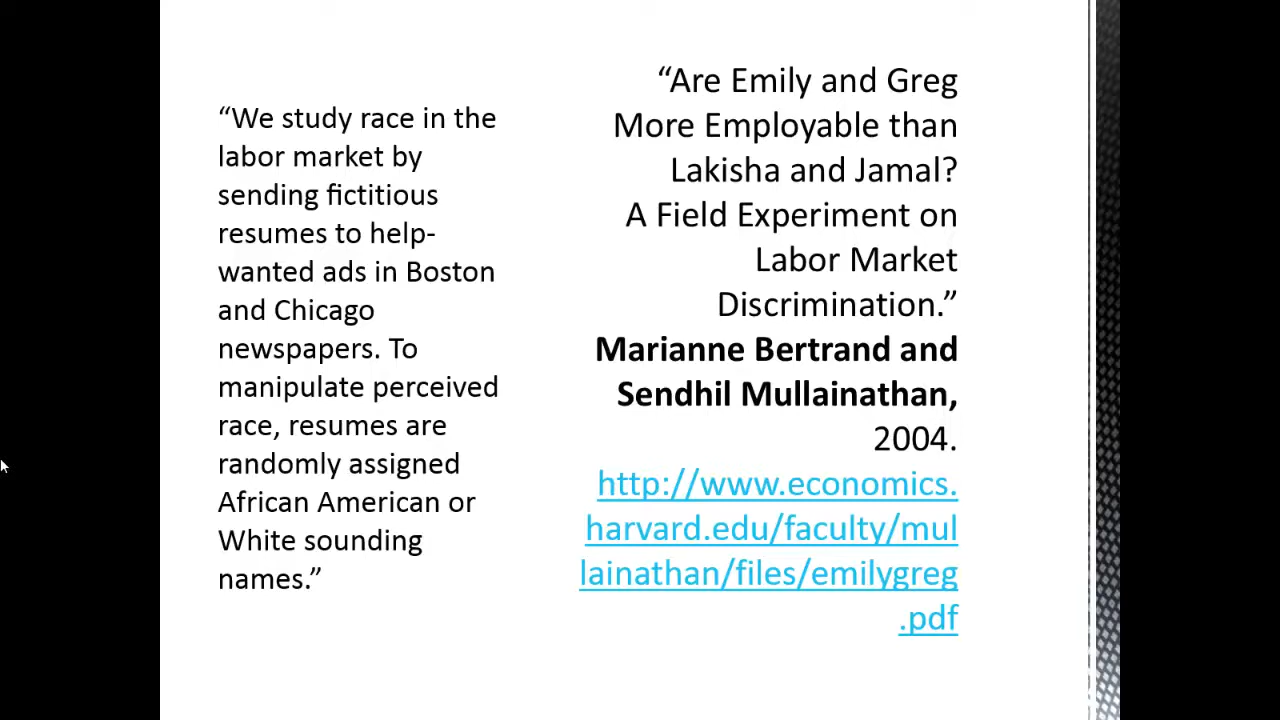 “We study race in the
labor market by
sending fictitious
resumes to help-
wanted ads in Boston
and Chicago
newspapers. To
manipulate perceived
race, resumes are
randomly assigned
African American or
White sounding
names.”
“Are Emily and Greg
More Employable than
Lakisha and Jamal?
A Field Experiment on
Labor Market
Discrimination.”
Marianne Bertrand and
Sendhil Mullainathan,
2004.
http://www.economics.
harvard.edu/faculty/mul
lainathan/files/emilygreg
.pdf